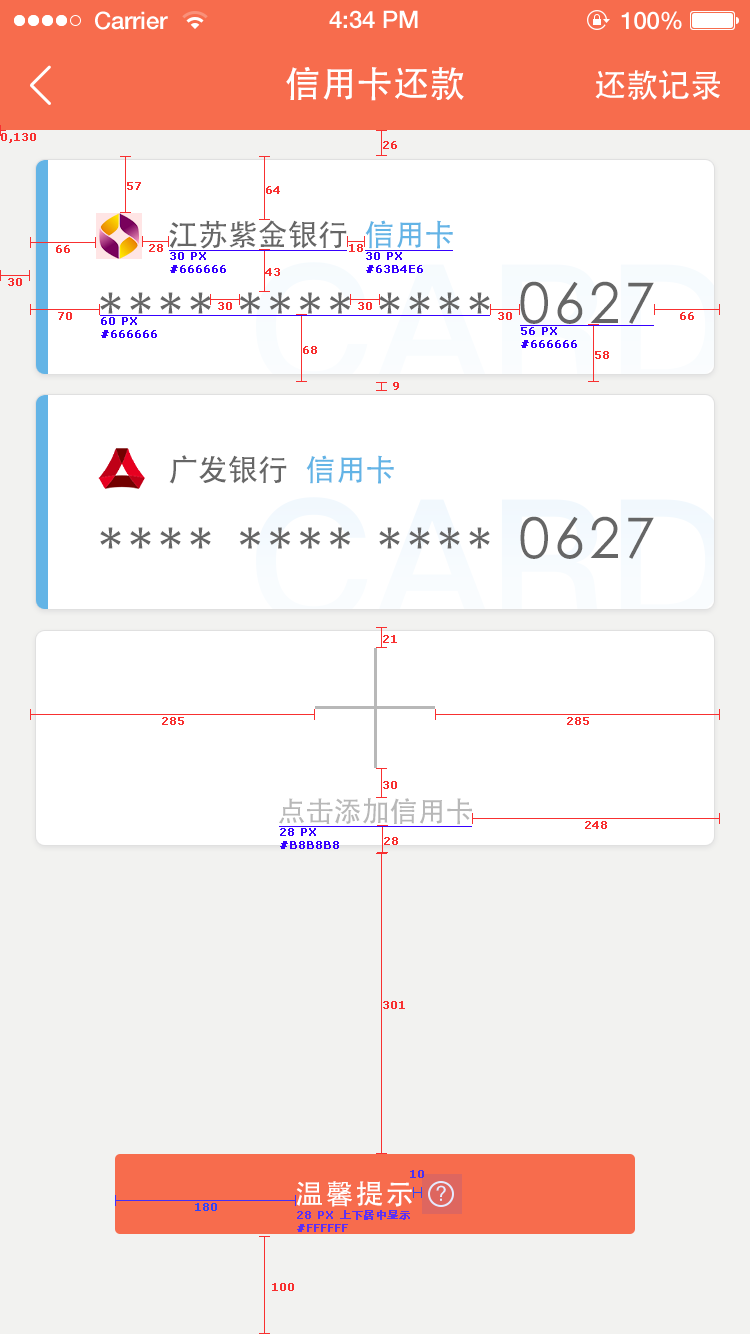 Carrier 4:34 PM 100%
信用卡还款 还款记录
0,130
26
57 64
江苏紫金银行 信用卡
66 28 18
30 PX 30 PX
#666666 #63B4E6
30 43
CARD
**** **** **** 0627
70 30 30 30 66
60 PX 56 PX
#666666 #666666
68 58
9
广发银行 信用卡
CARD
**** **** **** 0627
21
285 285
30
点击添加信用卡
248
28 PX
#B8B8B8 28
301
10
温馨提示 ?
180
28 PX 上下居中显示
#FFFFFF
100